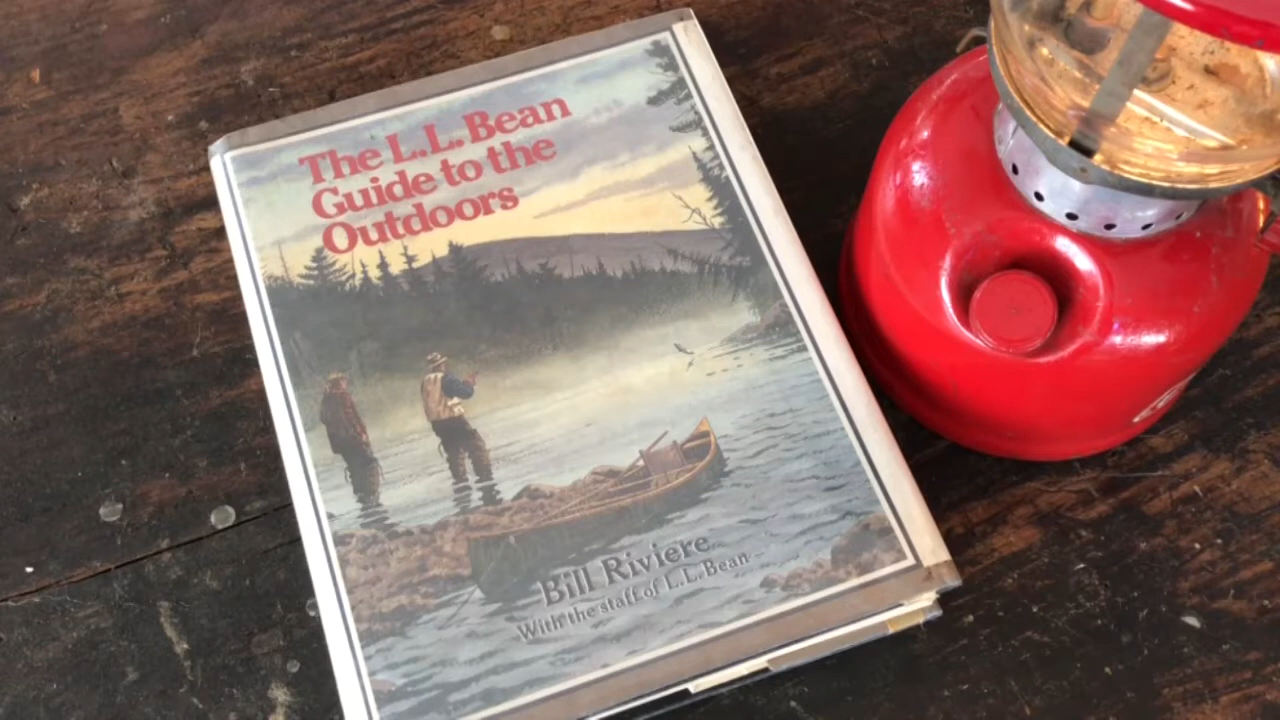 The L.L.Bean
Guide to the
Outdoors
Bill Riviere
With the staff of L.L.Bean